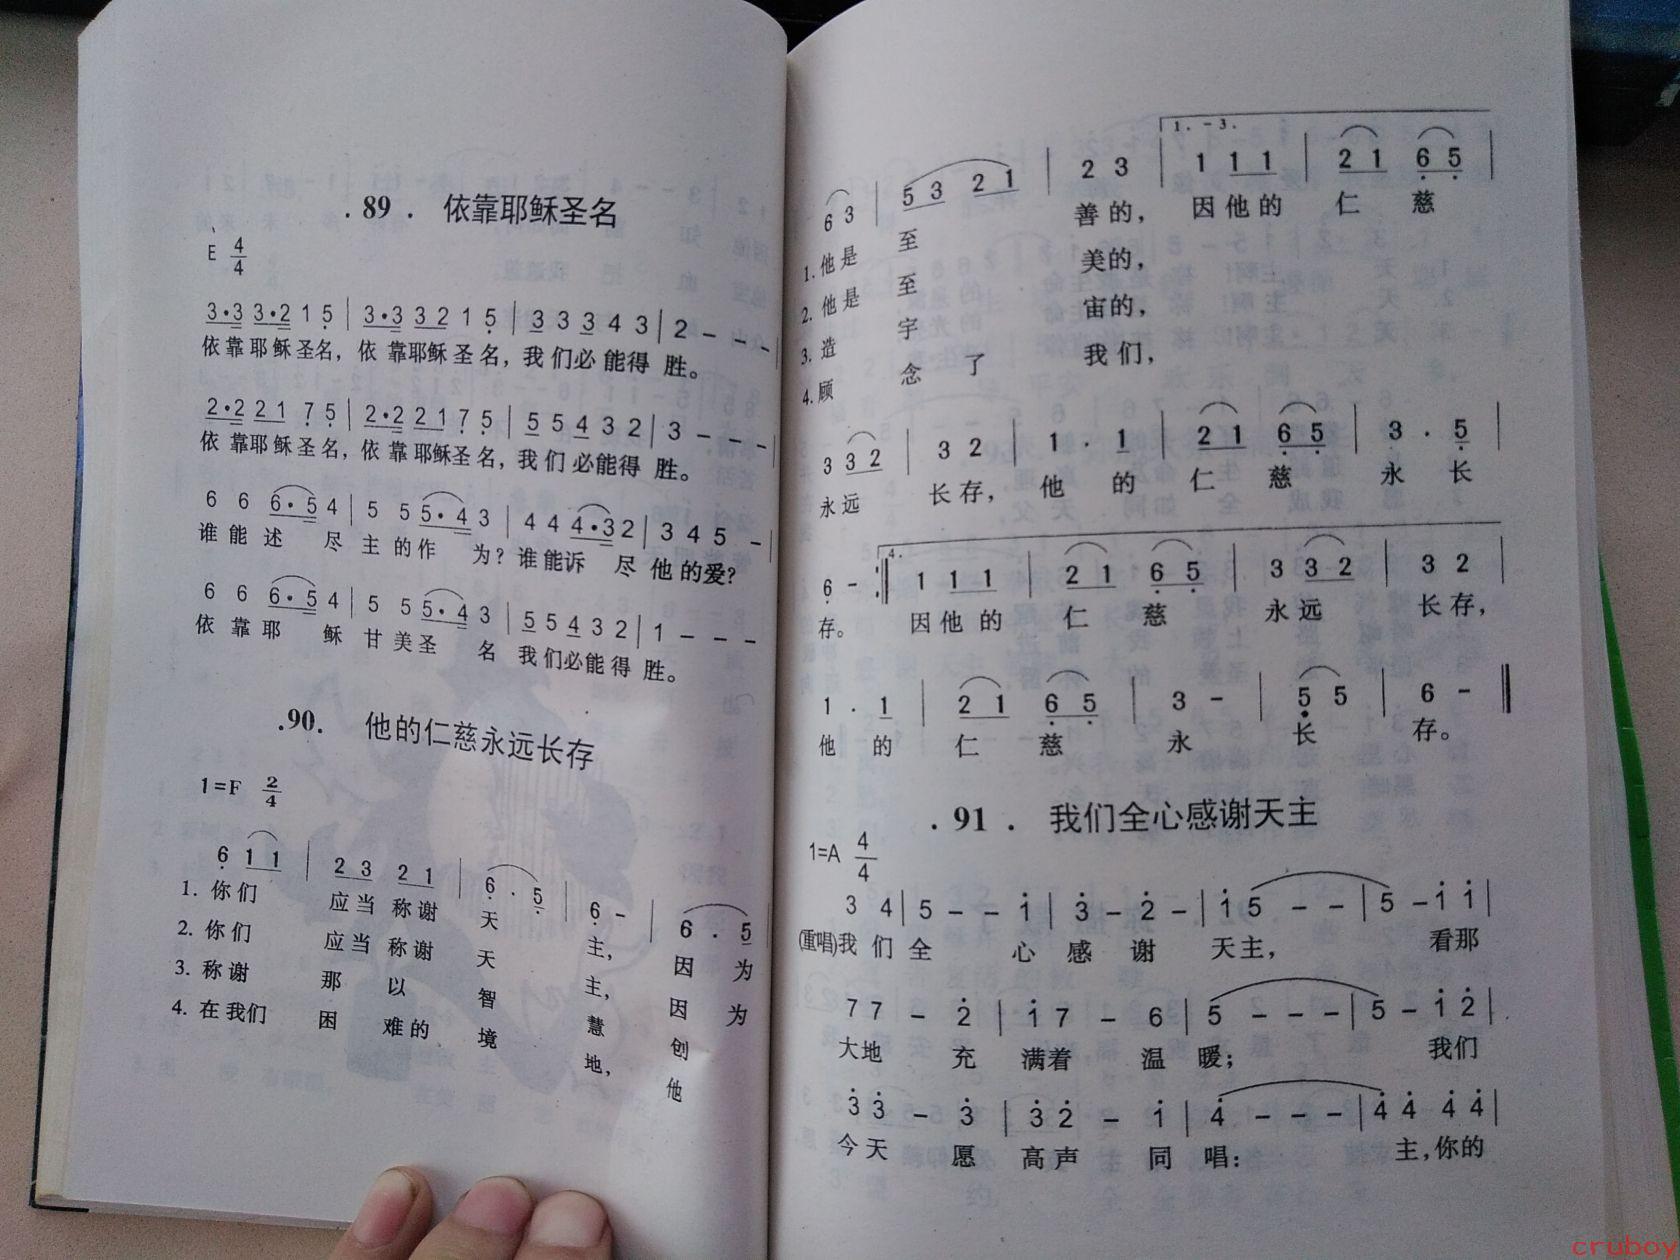 .89. 依靠耶稣圣名
E 4/4
3·3 3·2 1 5 | 3·3 3 2 1 5 | 3 3 3 4 3 | 2 – – –
依靠耶稣圣名，依靠耶稣圣名，我们必能得胜。
2·2 2 1 7 5 | 2·2 2 1 7 5 | 5 5 4 3 2 | 3 – – –
依靠耶稣圣名，依靠耶稣圣名，我们必能得胜。
6 6 6·5 4 | 5 5 5·4 3 | 4 4 4·3 2 | 3 4 5 –
谁能述尽主的作为？谁能诉尽他的爱？
6 6 6·5 4 | 5 5 5·4 3 | 5 5 4 3 2 | 1 – – –
依靠耶稣甘美圣名我们必能得胜。
.90. 他的仁慈永远长存
1=F 2/4
6 1 1 | 2 3 2 1 | 6 · 5 | 6 – | 6 · 5
1. 你们应当称谢天主，因为
2. 你们应当称谢天主，因为
3. 称谢那以智慧创
4. 在我们困难的境地，他
1. –3.
6 3 | 5 3 2 1 | 2 3 | 1 1 1 | 2 1 6 5 |
1. 他是至善的，因他的仁慈
2. 他是至美的，
3. 造宇宙的，
4. 顾念了我们，
3 3 2 | 3 2 | 1 · 1 | 2 1 6 5 | 3 · 5 |
永远长存，他的仁慈永长
4.
6 – :‖ 1 1 1 | 2 1 6 5 | 3 3 2 | 3 2 |
存。因他的仁慈永远长存，
1 · 1 | 2 1 6 5 | 3 – | 5 5 | 6 – ‖
他的仁慈永长存。
.91. 我们全心感谢天主
1=A 4/4
3 4 | 5 – – 1 | 3 – 2 – | 1 5 – – | 5 – 1 1 |
(重唱)我们全心感谢天主，看那
7 7 – 2 | 1 7 – 6 | 5 – – – | 5 – 1 2 |
大地充满着温暖；我们
3 3 – 3 | 3 2 – 1 | 4 – – – | 4 4 4 4 |
今天愿高声同唱：主，你的
cruboy